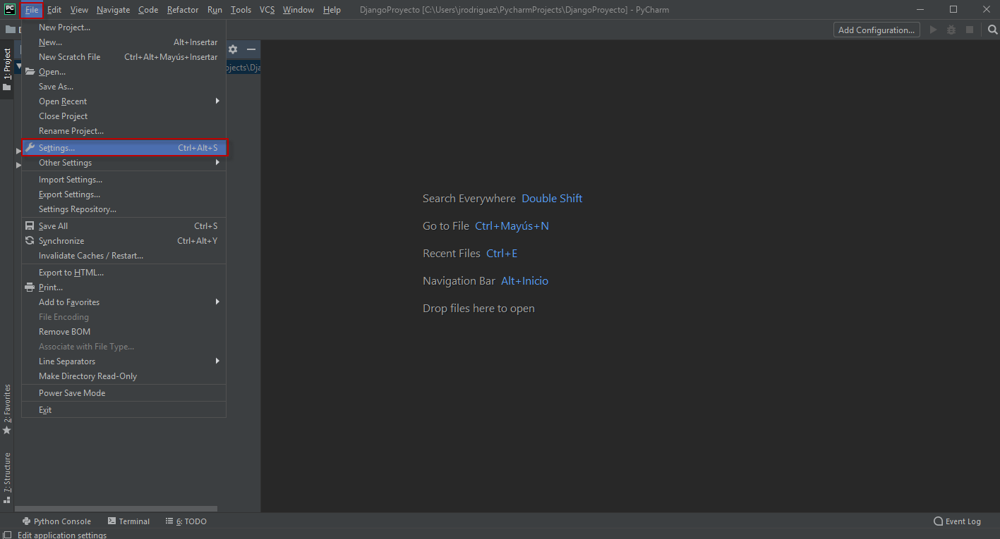 PC File Edit View Navigate Code Refactor Run Tools VCS Window Help DjangoProyecto [C:\Users\jrodriguez\PycharmProjects\DjangoProyecto] - PyCharm
Add Configuration...
New Project...
New... Alt+Insertar
New Scratch File Ctrl+Alt+Mayús+Insertar
Open...
Save As...
Open Recent
Close Project
Rename Project...
Settings... Ctrl+Alt+S
Other Settings
Import Settings...
Export Settings...
Settings Repository...
Save All Ctrl+S
Synchronize Ctrl+Alt+Y
Invalidate Caches / Restart...
Export to HTML...
Print...
Add to Favorites
File Encoding
Remove BOM
Associate with File Type...
Line Separators
Make Directory Read-Only
Power Save Mode
Exit
1: Project
2: Favorites
7: Structure
Search Everywhere Double Shift
Go to File Ctrl+Mayús+N
Recent Files Ctrl+E
Navigation Bar Alt+Inicio
Drop files here to open
Python Console Terminal 6: TODO Event Log
Edit application settings